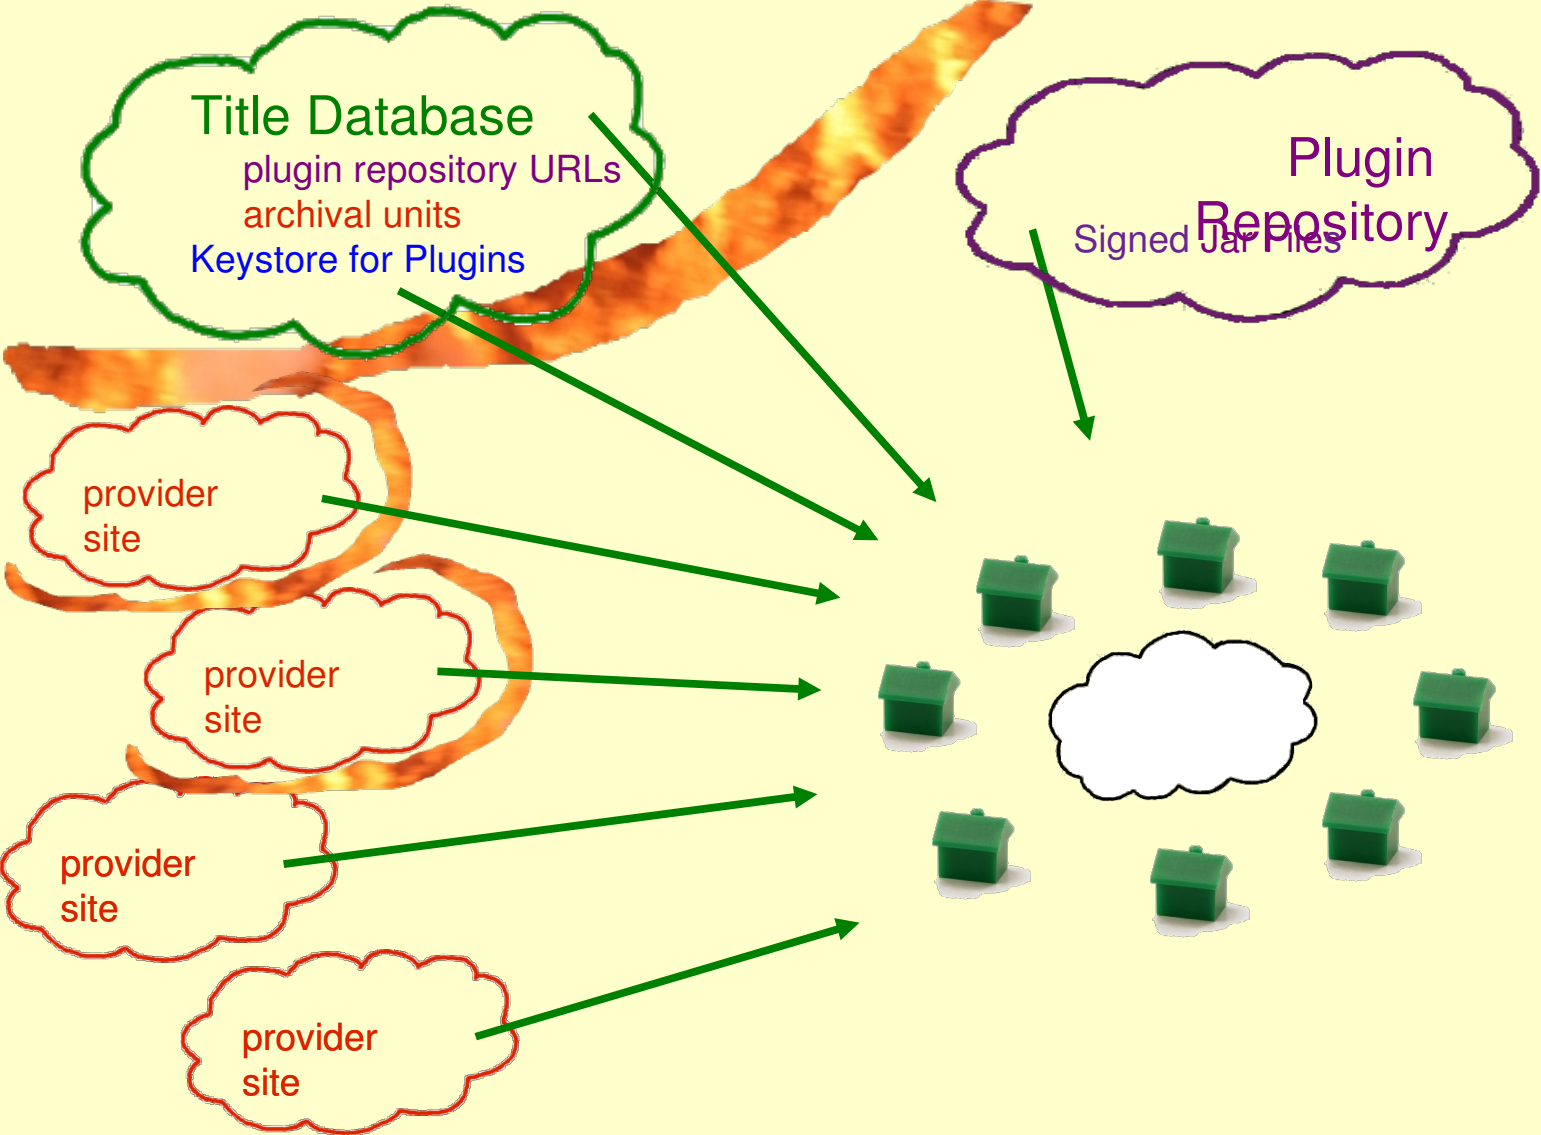 Title Database
plugin repository URLs
archival units
Keystore for Plugins
Plugin
Repository
Signed Jar Files
provider
site
provider
site
provider
site
provider
site